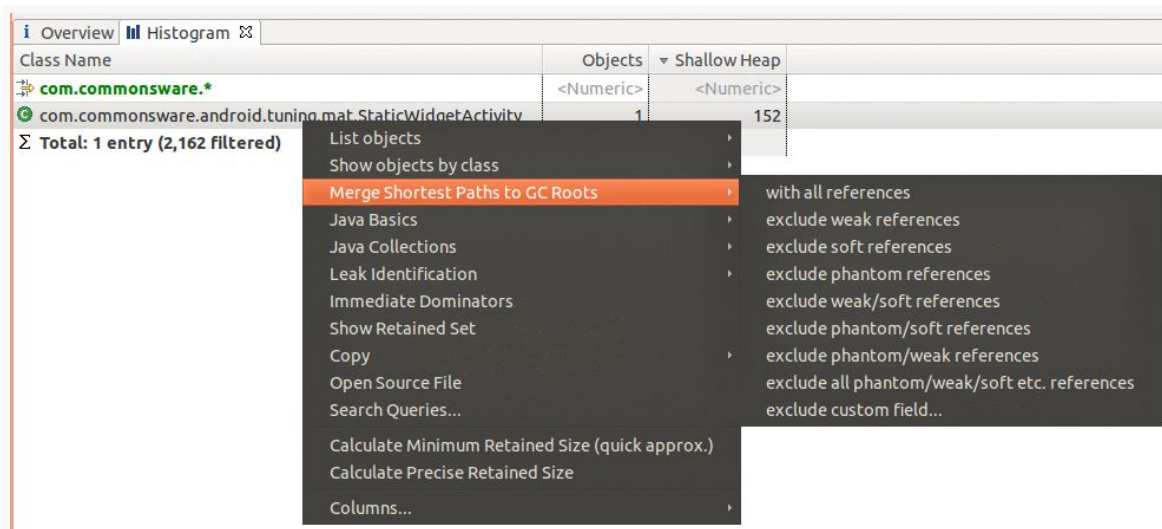 i Overview Histogram
Class Name Objects Shallow Heap
com.commonsware.* <Numeric> <Numeric>
com.commonsware.android.tuning.mat.StaticWidgetActivity 1 152
Σ Total: 1 entry (2,162 filtered)
List objects
Show objects by class
Merge Shortest Paths to GC Roots
Java Basics
Java Collections
Leak Identification
Immediate Dominators
Show Retained Set
Copy
Open Source File
Search Queries...
Calculate Minimum Retained Size (quick approx.)
Calculate Precise Retained Size
Columns...
with all references
exclude weak references
exclude soft references
exclude phantom references
exclude weak/soft references
exclude phantom/soft references
exclude phantom/weak references
exclude all phantom/weak/soft etc. references
exclude custom field...